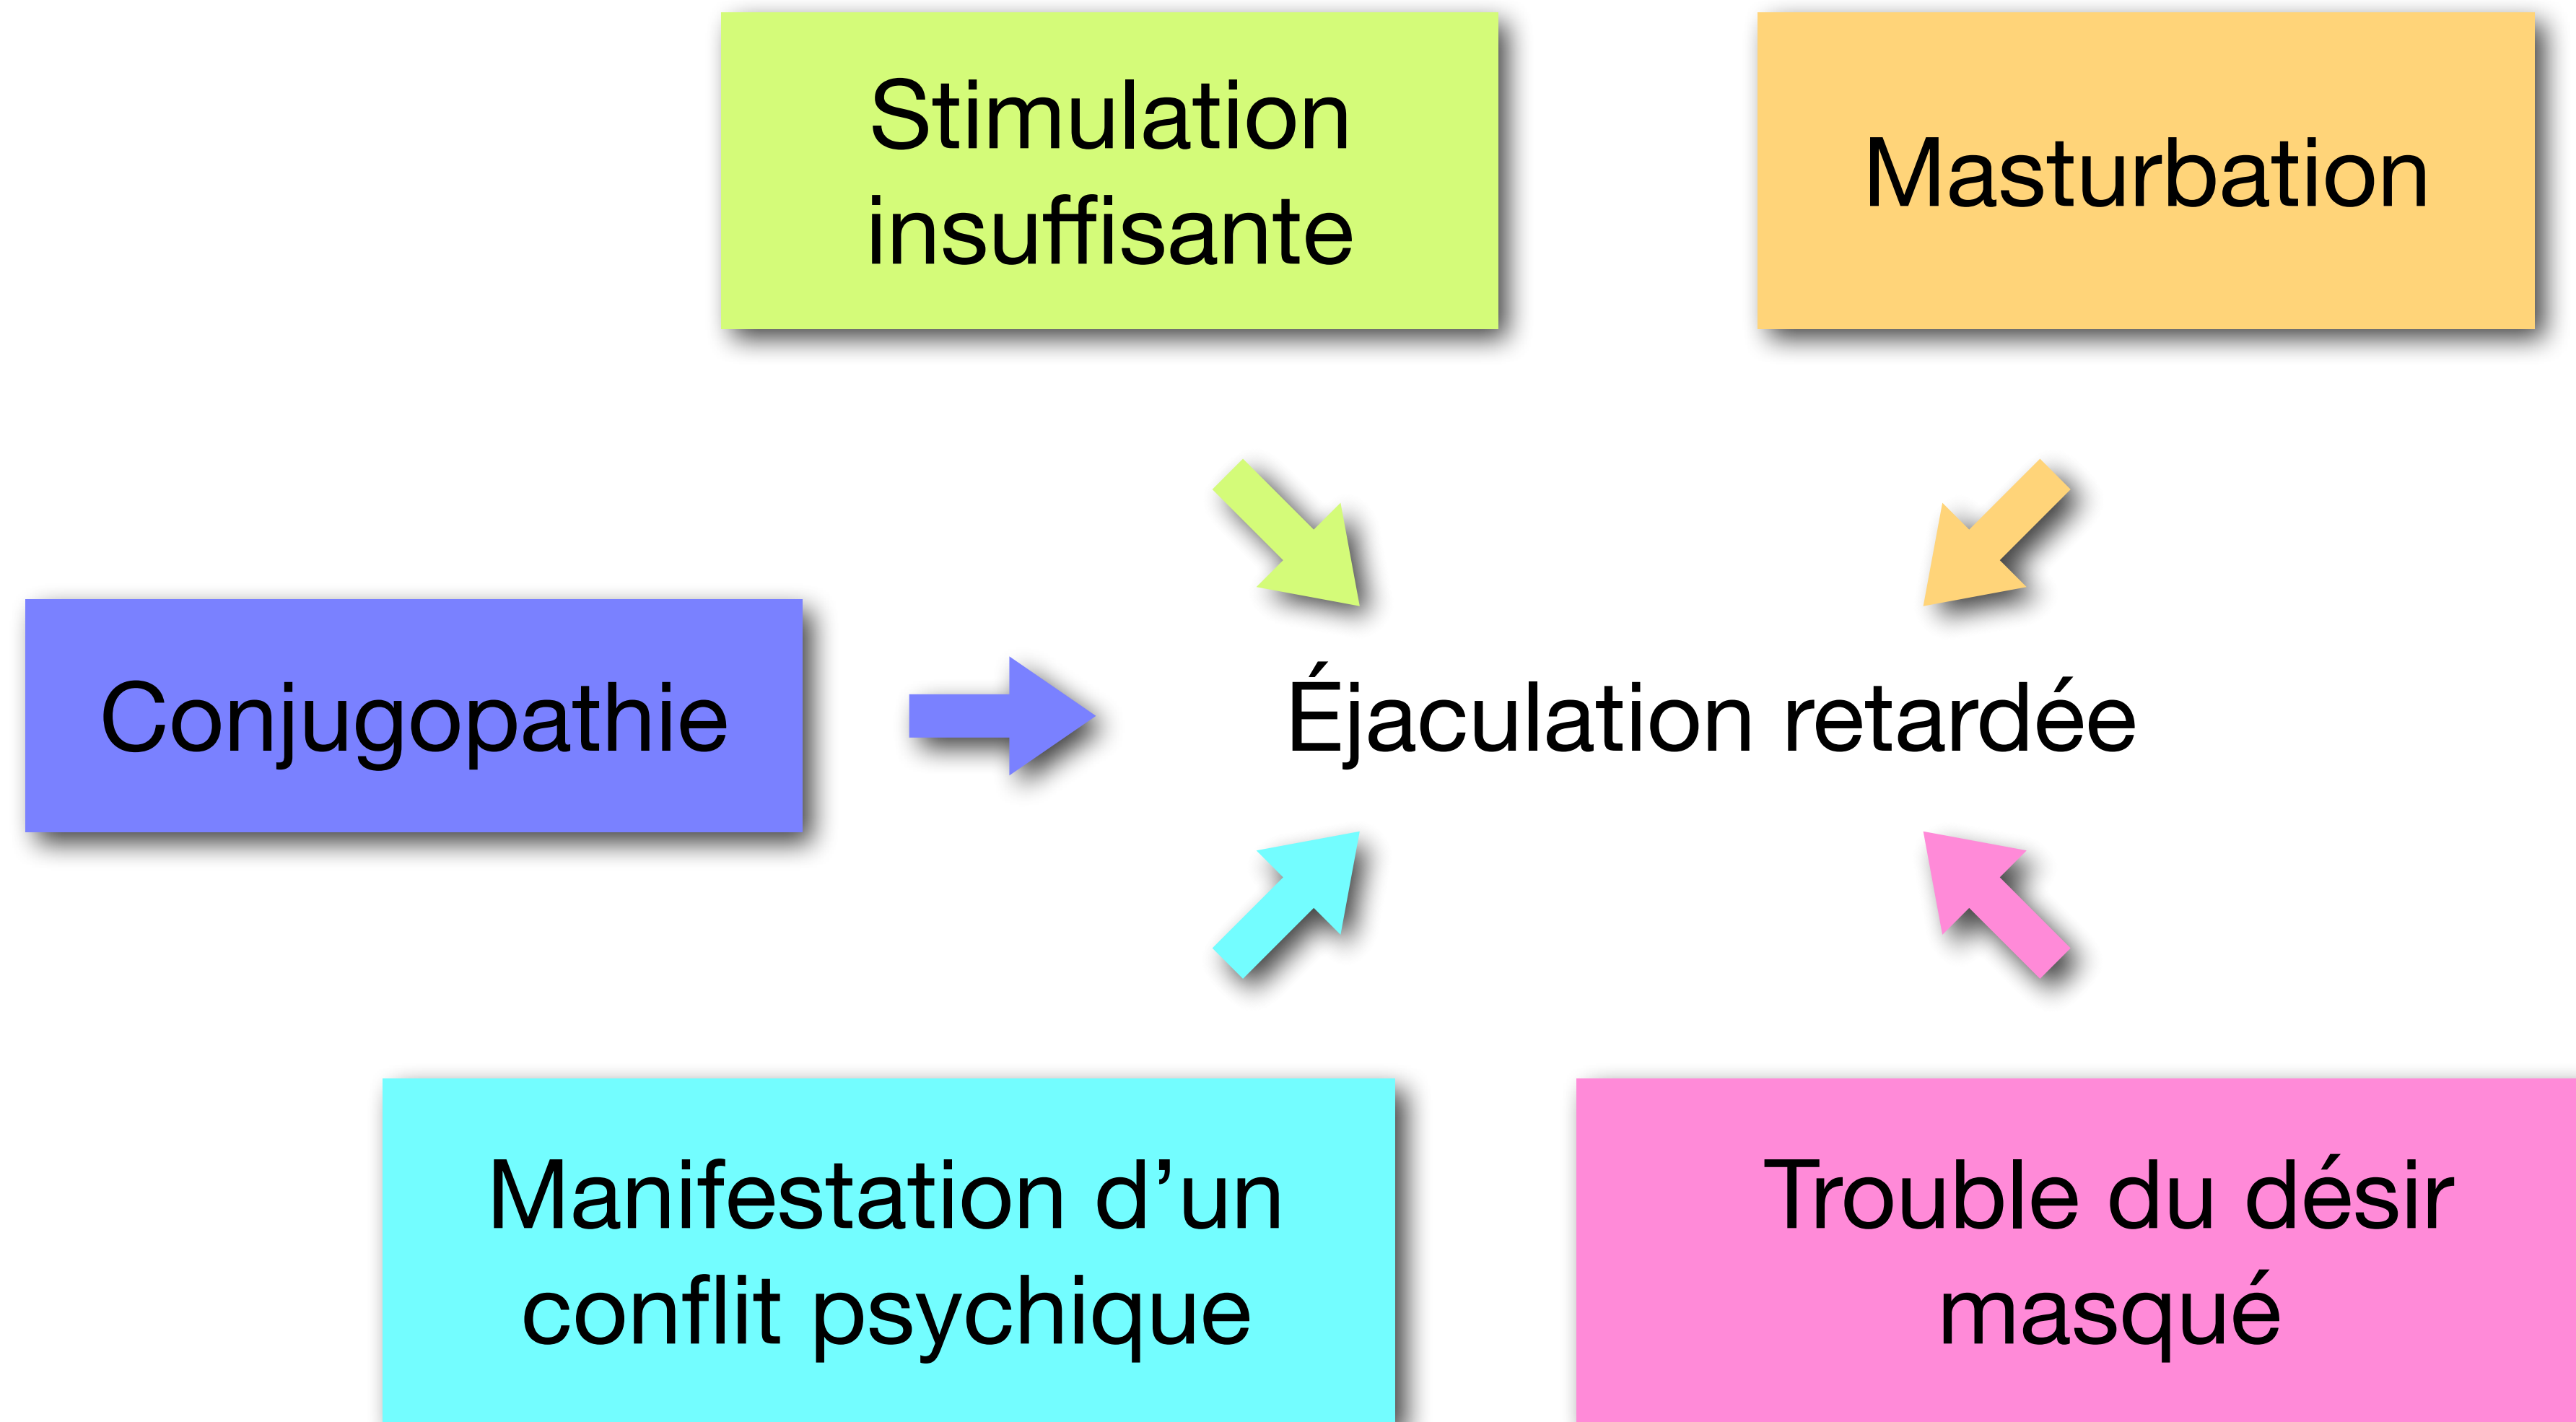 Stimulation
insuffisante
Masturbation
Conjugopathie
Éjaculation retardée
Manifestation d’un
conflit psychique
Trouble du désir
masqué